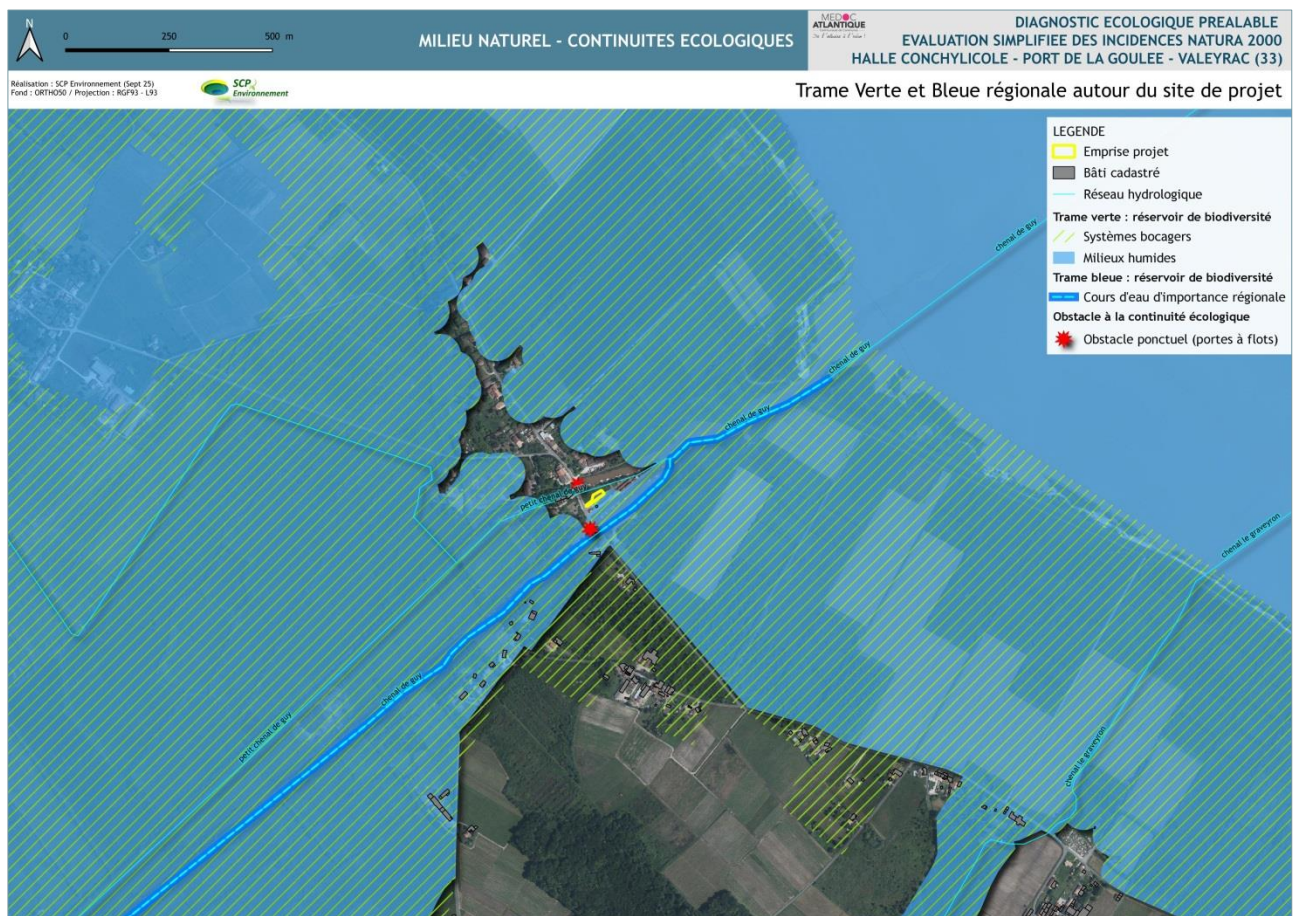 N
0 250 500 m
MILIEU NATUREL - CONTINUITES ECOLOGIQUES
MEDOC
ATLANTIQUE
DIAGNOSTIC ECOLOGIQUE PREALABLE
EVALUATION SIMPLIFIEE DES INCIDENCES NATURA 2000
HALLE CONCHYLICOLE - PORT DE LA GOULEE - VALEYRAC (33)
Réalisation : SCP Environnement (Sept 25)
Fond : ORTHO50 / Projection : RGF93 - L93
SCP
Environnement
Trame Verte et Bleue régionale autour du site de projet
LEGENDE
Emprise projet
Bâti cadastré
Réseau hydrologique
Trame verte : réservoir de biodiversité
Systèmes bocagers
Milieux humides
Trame bleue : réservoir de biodiversité
Cours d'eau d'importance régionale
Obstacle à la continuité écologique
Obstacle ponctuel (portes à flots)
chenal de guy
chenal de guy
chenal de guy
petit chenal de guy
chenal le graveyron
chenal de guy
petit chenal de guy
chenal le graveyron